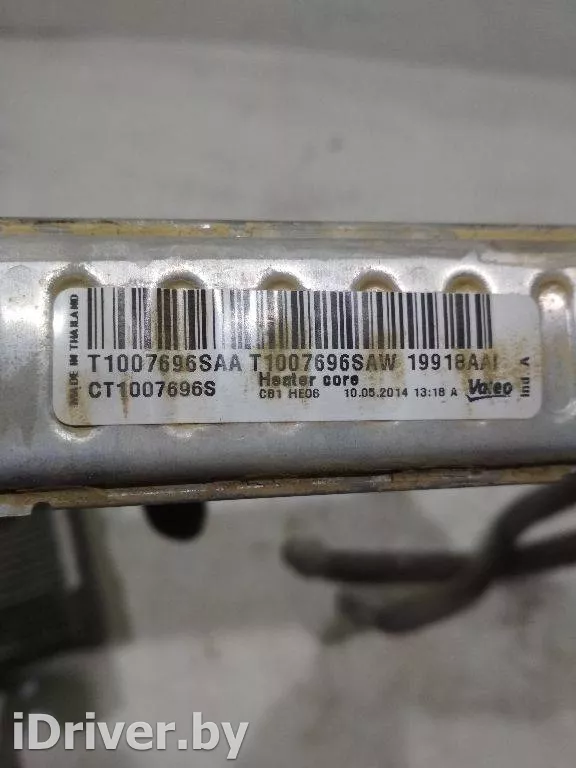 MADE IN THAILAND
T1007696SAA T1007696SAW 19918AAI
CT1007696S
Heater core
C61 HE06 10.05.2014 13:18 A
Valeo
Ind. A
iDriver.by